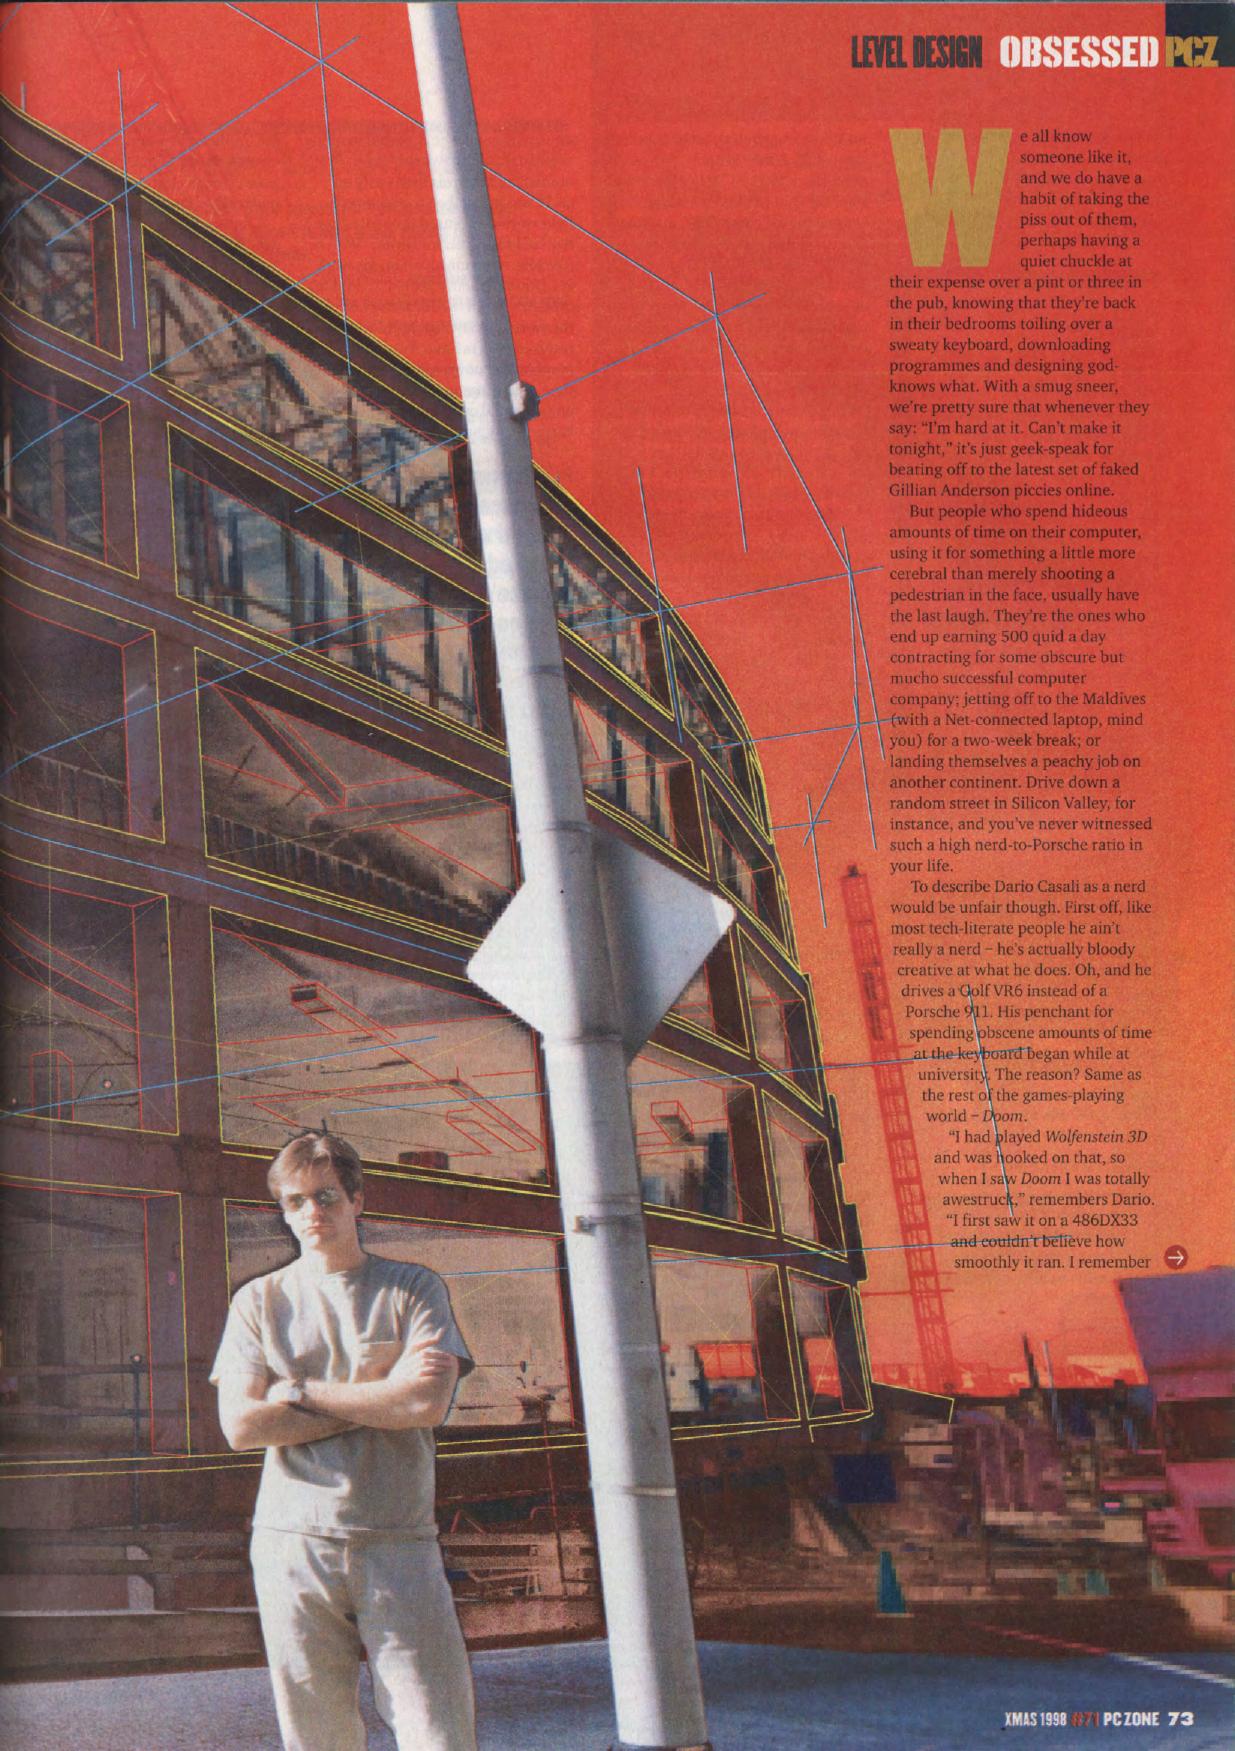 LEVEL DESIGN OBSESSED PCZ
We all know
someone like it,
and we do have a
habit of taking the
piss out of them,
perhaps having a
quiet chuckle at
their expense over a pint or three in
the pub, knowing that they're back
in their bedrooms toiling over a
sweaty keyboard, downloading
programmes and designing god-
knows what. With a smug sneer,
we're pretty sure that whenever they
say: “I'm hard at it. Can't make it
tonight,” it's just geek-speak for
beating off to the latest set of faked
Gillian Anderson piccies online.
But people who spend hideous
amounts of time on their computer,
using it for something a little more
cerebral than merely shooting a
pedestrian in the face, usually have
the last laugh. They're the ones who
end up earning 500 quid a day
contracting for some obscure but
mucho successful computer
company; jetting off to the Maldives
(with a Net-connected laptop, mind
you) for a two-week break; or
landing themselves a peachy job on
another continent. Drive down a
random street in Silicon Valley, for
instance, and you've never witnessed
such a high nerd-to-Porsche ratio in
your life.
To describe Dario Casali as a nerd
would be unfair though. First off, like
most tech-literate people he ain't
really a nerd – he's actually bloody
creative at what he does. Oh, and he
drives a Golf VR6 instead of a
Porsche 911. His penchant for
spending obscene amounts of time
at the keyboard began while at
university. The reason? Same as
the rest of the games-playing
world – Doom.
“I had played Wolfenstein 3D
and was hooked on that, so
when I saw Doom I was totally
awestruck,” remembers Dario.
“I first saw it on a 486DX33
and couldn't believe how
smoothly it ran. I remember
XMAS 1998 #71 PC ZONE 73